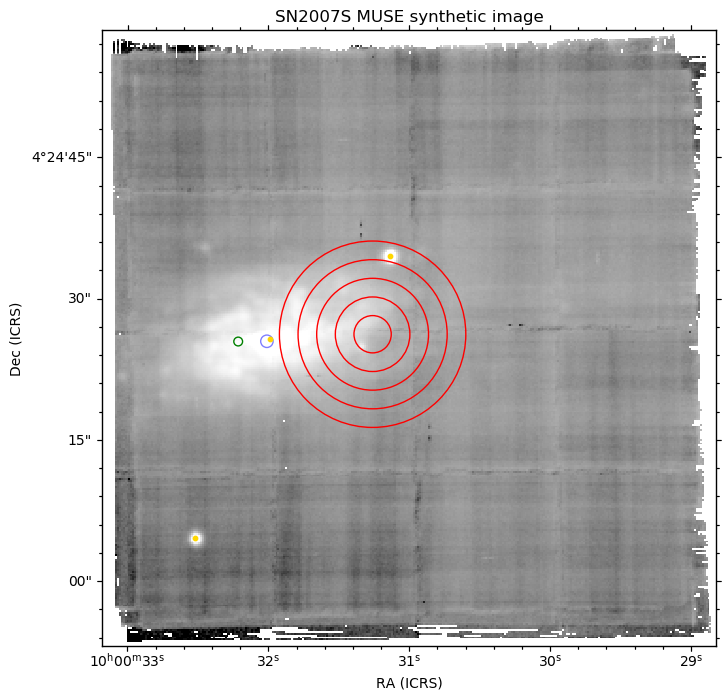 SN2007S MUSE synthetic image
4°24'45"
30"
15"
00"
Dec (ICRS)
10ʰ00ᵐ33ˢ 32ˢ 31ˢ 30ˢ 29ˢ
RA (ICRS)